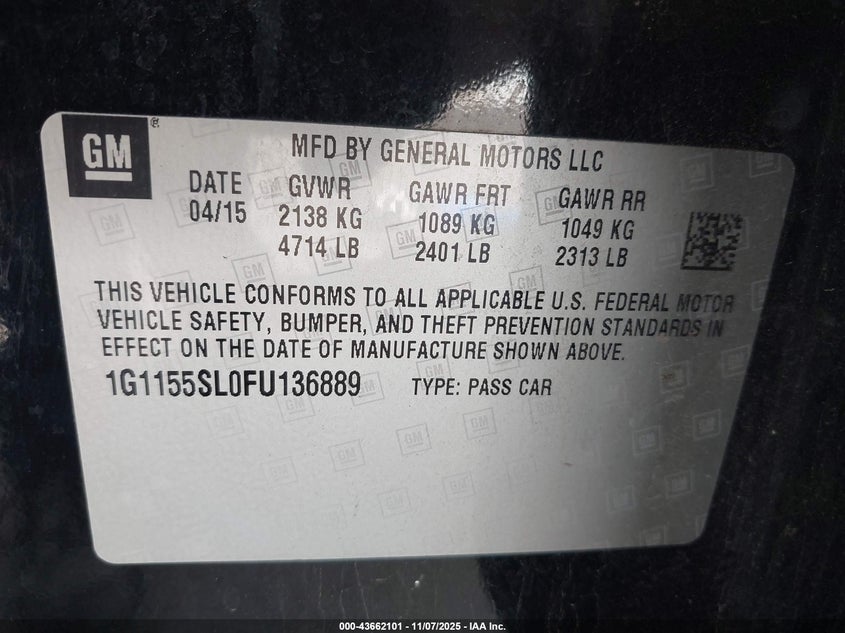 GM
MFD BY GENERAL MOTORS LLC
DATE GVWR GAWR FRT GAWR RR
04/15 2138 KG 1089 KG 1049 KG
4714 LB 2401 LB 2313 LB
THIS VEHICLE CONFORMS TO ALL APPLICABLE U.S. FEDERAL MOTOR
VEHICLE SAFETY, BUMPER, AND THEFT PREVENTION STANDARDS IN
EFFECT ON THE DATE OF MANUFACTURE SHOWN ABOVE.
1G1155SL0FU136889 TYPE: PASS CAR
000-43662101 - 11/07/2025 - IAA Inc.